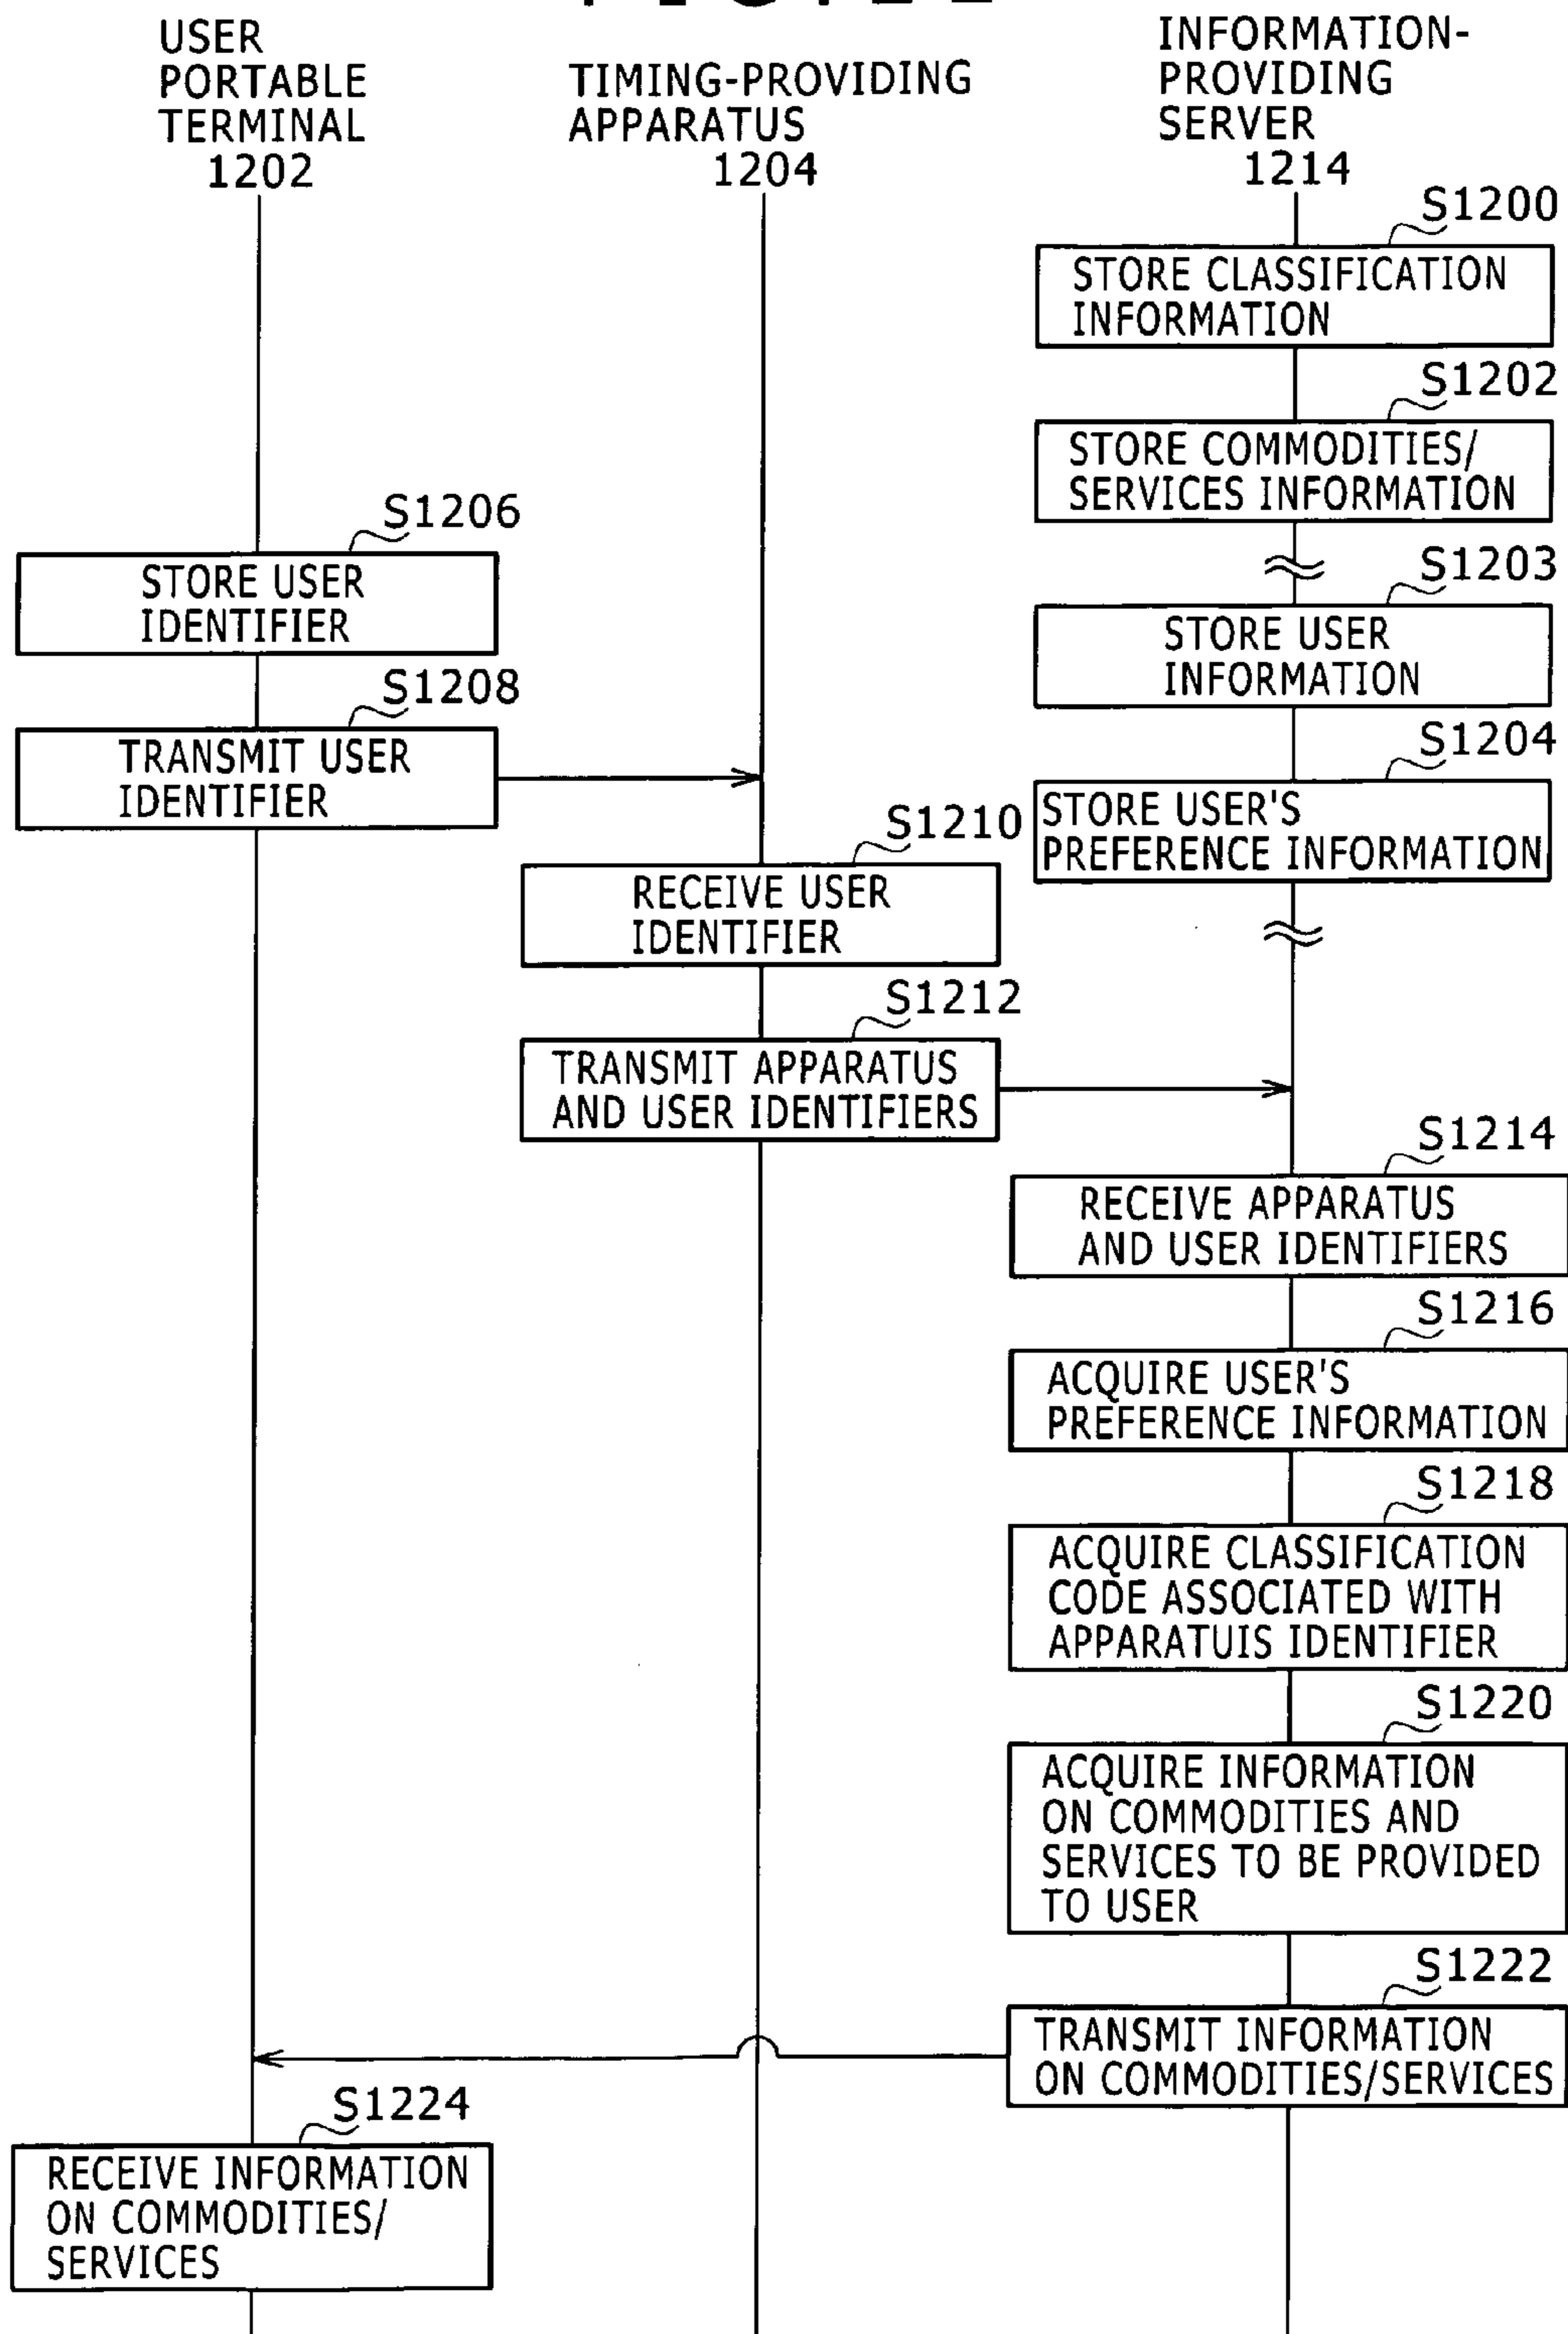 USER
PORTABLE
TERMINAL
1202
TIMING-PROVIDING
APPARATUS
1204
INFORMATION-
PROVIDING
SERVER
1214
S1200
STORE CLASSIFICATION
INFORMATION
S1202
STORE COMMODITIES/
SERVICES INFORMATION
S1206
STORE USER
IDENTIFIER
S1203
STORE USER
INFORMATION
S1208
TRANSMIT USER
IDENTIFIER
S1204
STORE USER'S
PREFERENCE INFORMATION
S1210
RECEIVE USER
IDENTIFIER
S1212
TRANSMIT APPARATUS
AND USER IDENTIFIERS
S1214
RECEIVE APPARATUS
AND USER IDENTIFIERS
S1216
ACQUIRE USER'S
PREFERENCE INFORMATION
S1218
ACQUIRE CLASSIFICATION
CODE ASSOCIATED WITH
APPARATUIS IDENTIFIER
S1220
ACQUIRE INFORMATION
ON COMMODITIES AND
SERVICES TO BE PROVIDED
TO USER
S1222
TRANSMIT INFORMATION
ON COMMODITIES/SERVICES
S1224
RECEIVE INFORMATION
ON COMMODITIES/
SERVICES